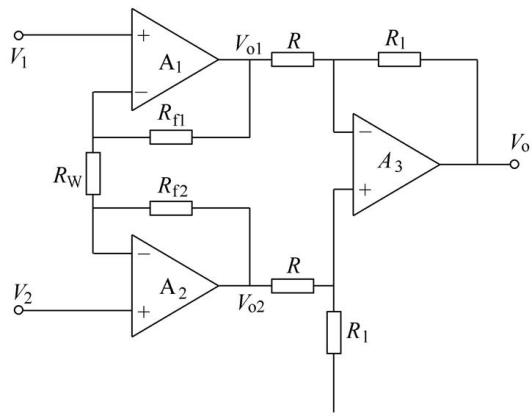 V1
+
A1
−
Vo1
R
R1
Rf1
RW
Rf2
−
A3
+
Vo
−
A2
+
V2
Vo2
R
R1